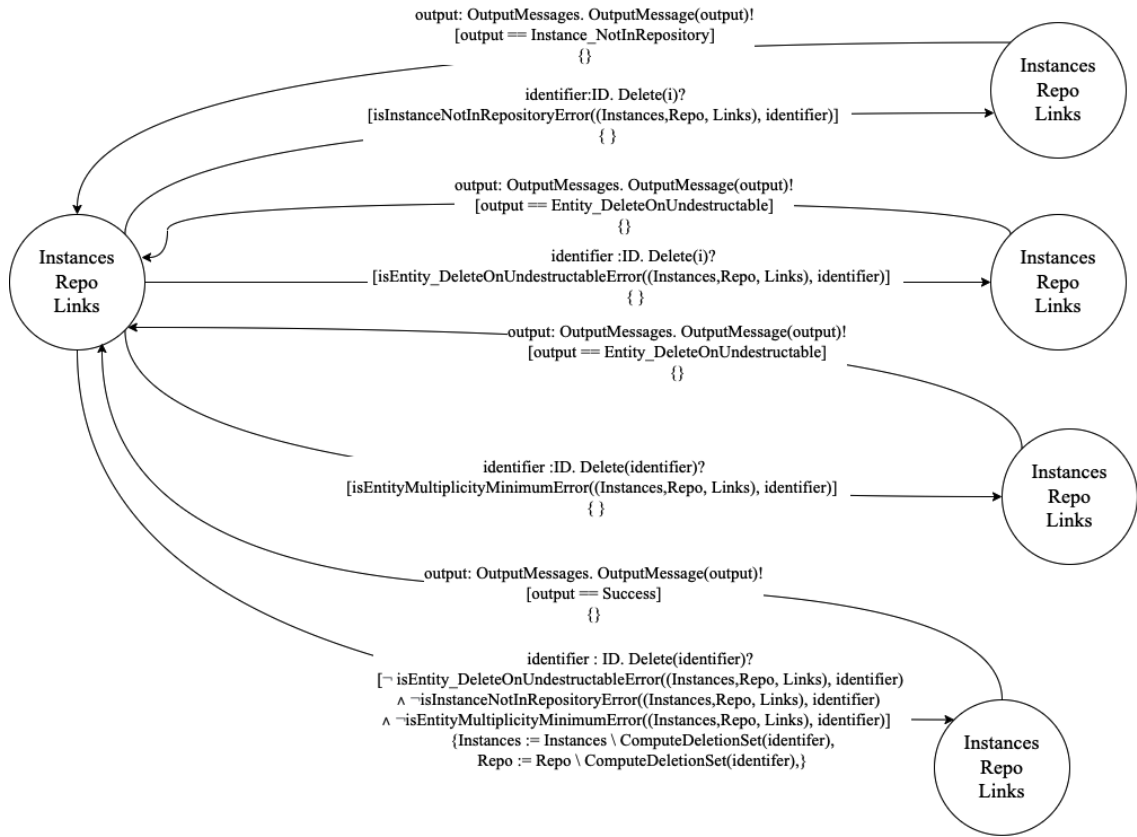 output: OutputMessages. OutputMessage(output)!
[output == Instance_NotInRepository]
{}
Instances
Repo
Links
identifier:ID. Delete(i)?
[isInstanceNotInRepositoryError((Instances,Repo, Links), identifier)]
{ }
output: OutputMessages. OutputMessage(output)!
[output == Entity_DeleteOnUndestructable]
{}
Instances
Repo
Links
identifier :ID. Delete(i)?
[isEntity_DeleteOnUndestructableError((Instances,Repo, Links), identifier)]
{ }
Instances
Repo
Links
output: OutputMessages. OutputMessage(output)!
[output == Entity_DeleteOnUndestructable]
{}
identifier :ID. Delete(identifier)?
[isEntityMultiplicityMinimumError((Instances,Repo, Links), identifier)]
{ }
Instances
Repo
Links
output: OutputMessages. OutputMessage(output)!
[output == Success]
{}
identifier : ID. Delete(identifier)?
[¬ isEntity_DeleteOnUndestructableError((Instances,Repo, Links), identifier)
∧ ¬isInstanceNotInRepositoryError((Instances,Repo, Links), identifier)
∧ ¬isEntityMultiplicityMinimumError((Instances,Repo, Links), identifier)]
{Instances := Instances \ ComputeDeletionSet(identifer),
Repo := Repo \ ComputeDeletionSet(identifer),}
Instances
Repo
Links